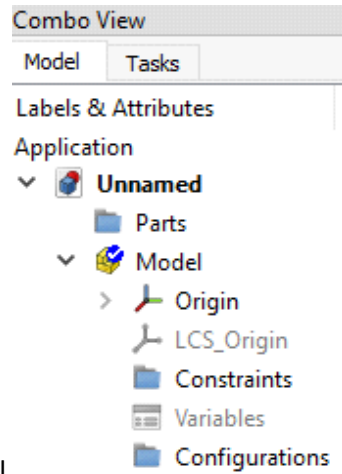 Combo View
Model Tasks
Labels & Attributes
Application
Unnamed
Parts
Model
Origin
LCS_Origin
Constraints
Variables
Configurations